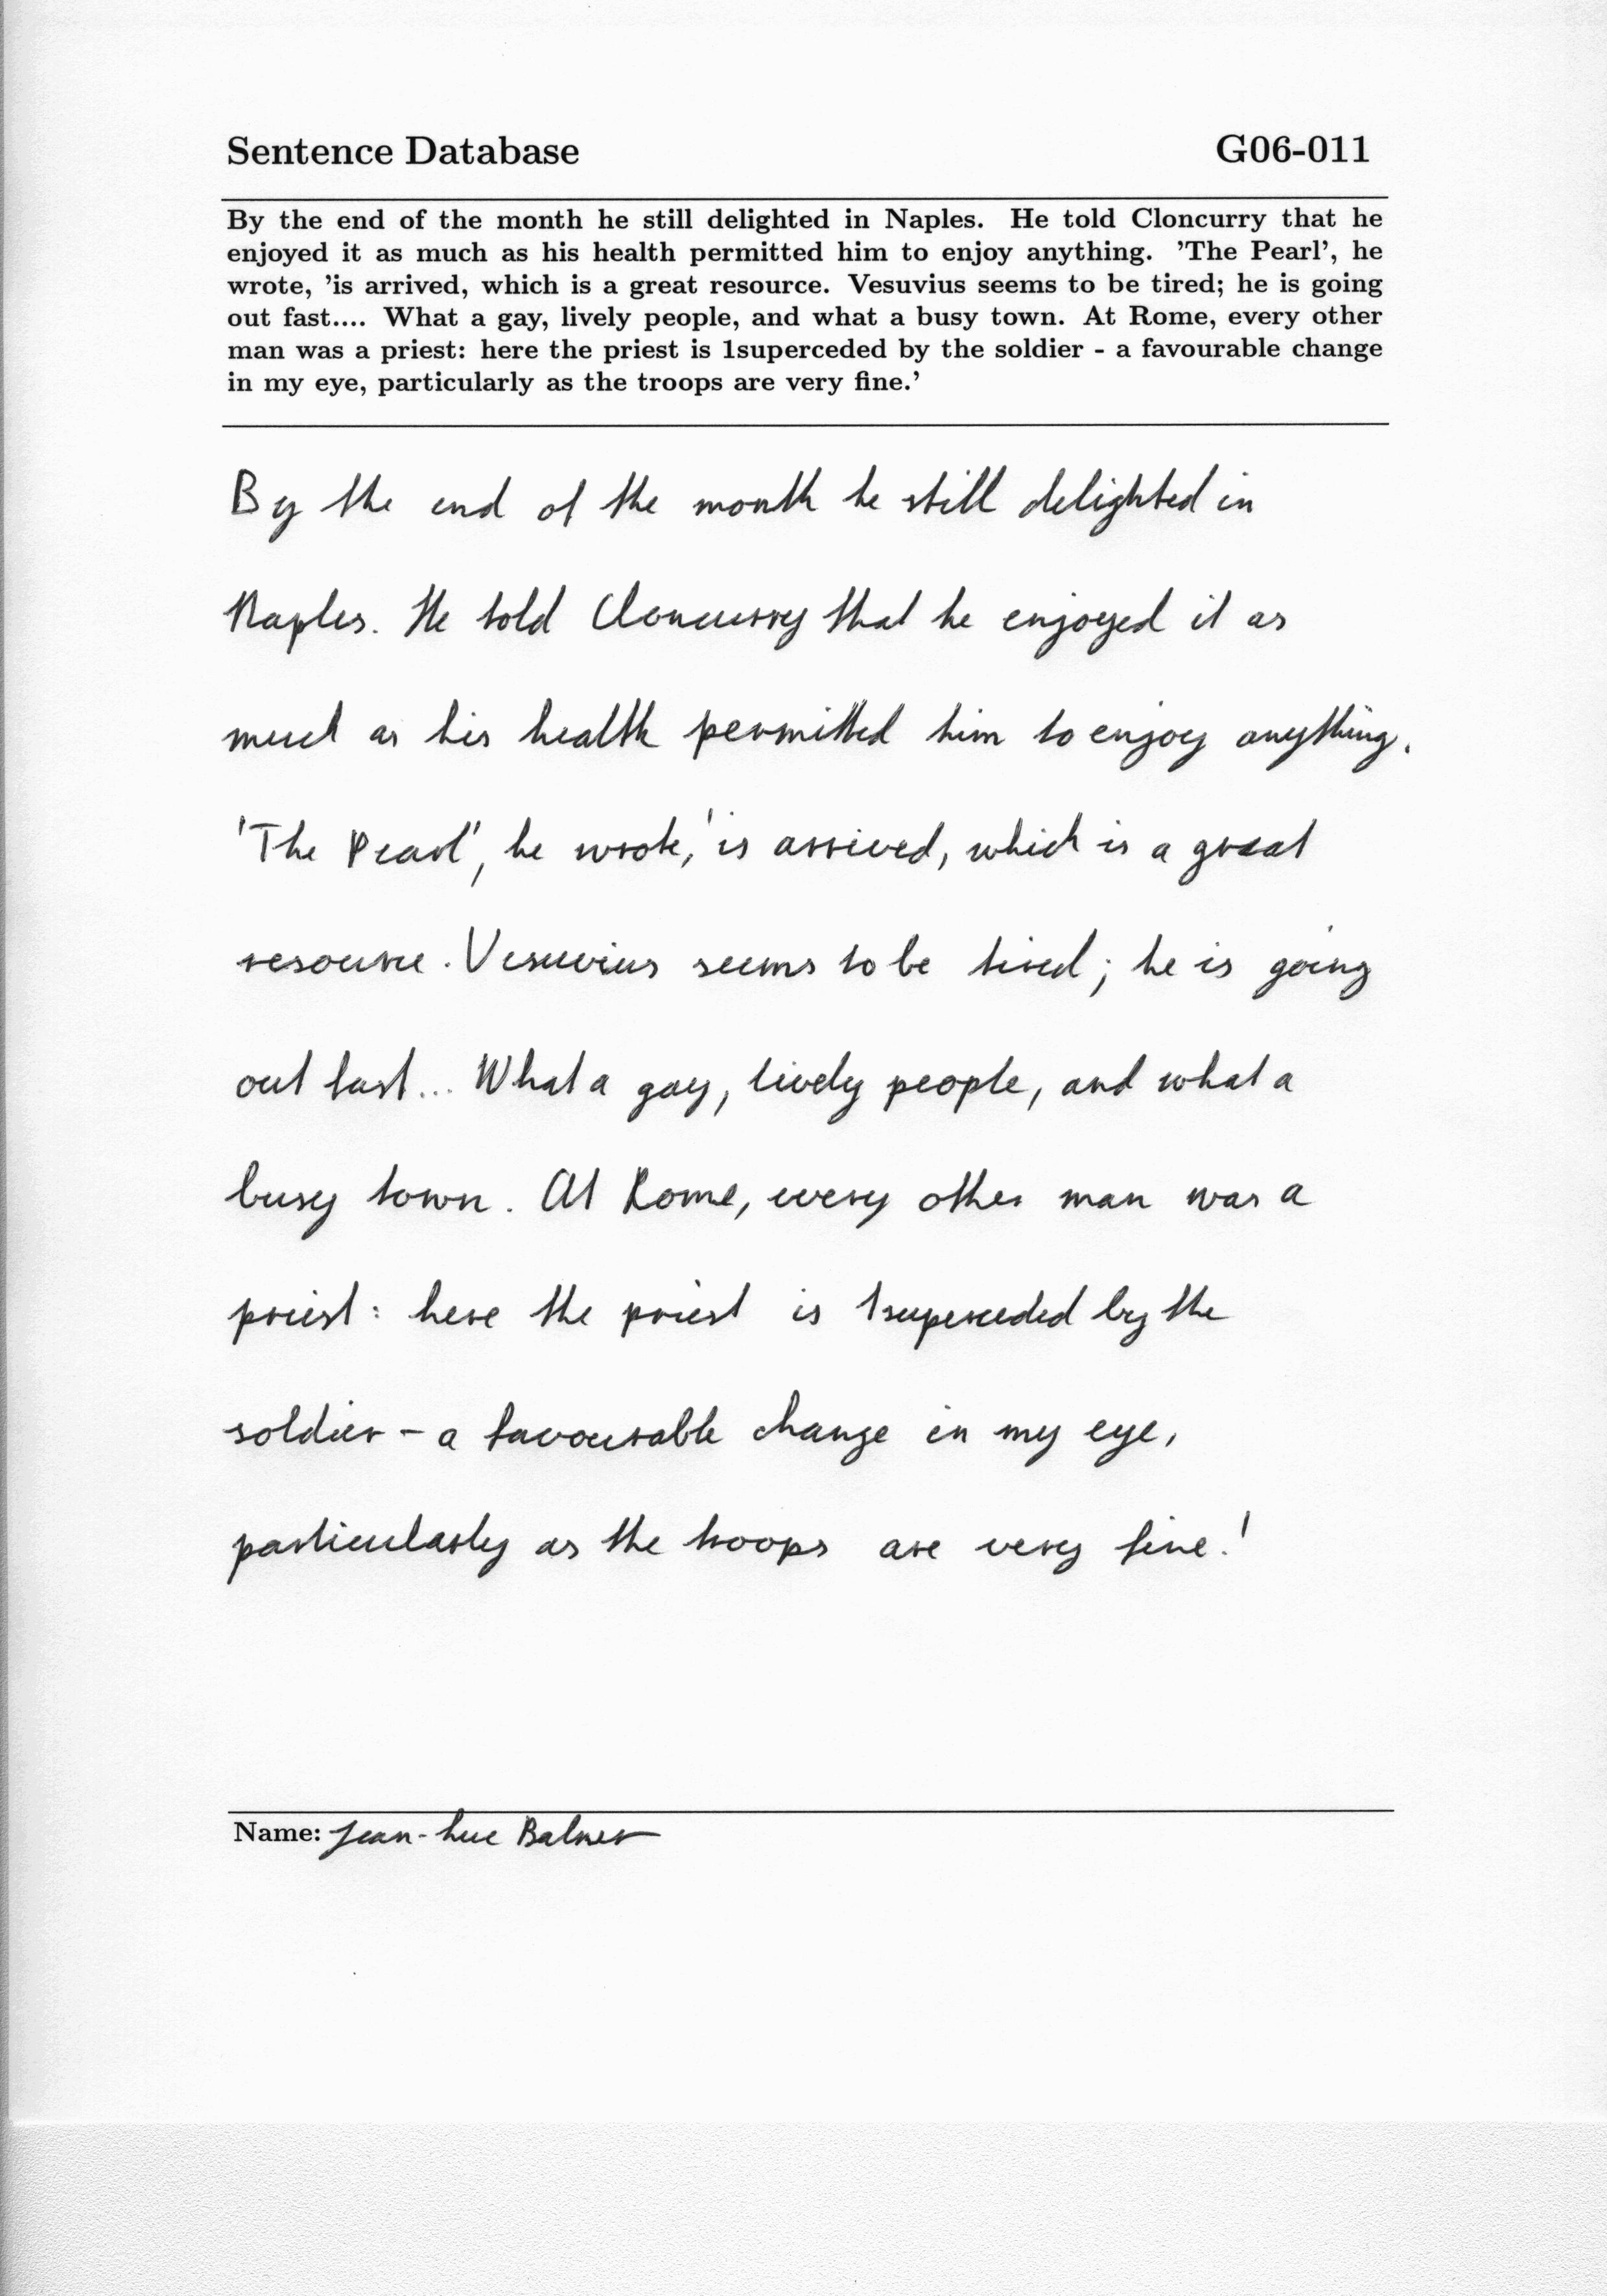 Sentence Database G06-011
By the end of the month he still delighted in Naples. He told Cloncurry that he
enjoyed it as much as his health permitted him to enjoy anything. 'The Pearl', he
wrote, 'is arrived, which is a great resource. Vesuvius seems to be tired; he is going
out fast.... What a gay, lively people, and what a busy town. At Rome, every other
man was a priest: here the priest is 1superceded by the soldier - a favourable change
in my eye, particularly as the troops are very fine.'
By the end of the month he still delighted in
Naples. He told Cloncurry that he enjoyed it as
much as his health permitted him to enjoy anything.
'The Pearl', he wrote, 'is arrived, which is a great
resource. Vesuvius seems to be tired; he is going
out fast... What a gay, lively people, and what a
busy town. At Rome, every other man was a
priest: here the priest is 1superceded by the
soldier - a favourable change in my eye,
particularly as the troops are very fine.'
Name: Jean-Luc